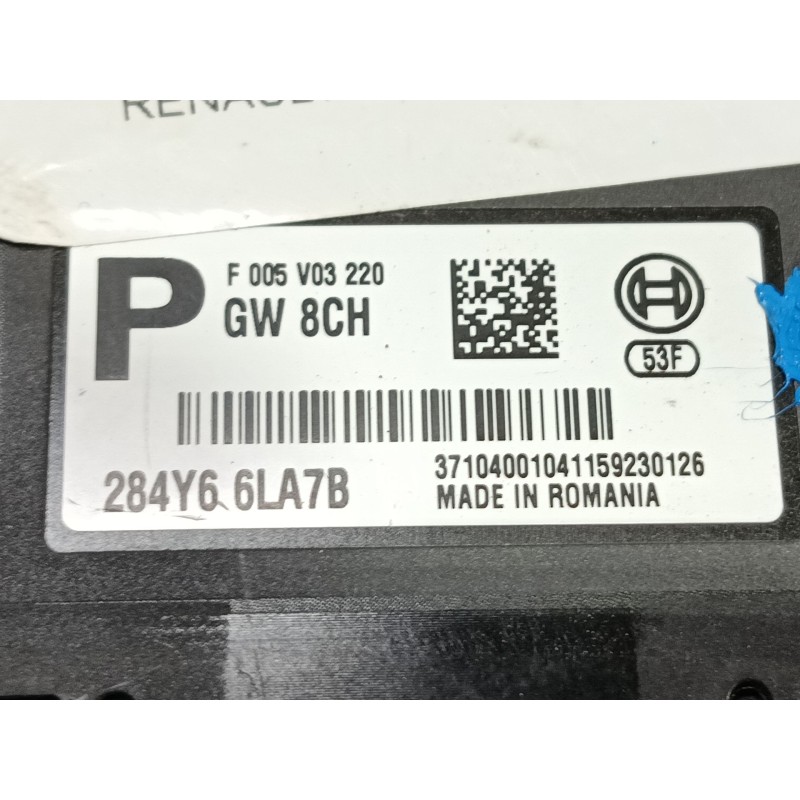 P
F 005 V03 220
GW 8CH
53F
284Y6 6LA7B
37104001041159230126
MADE IN ROMANIA